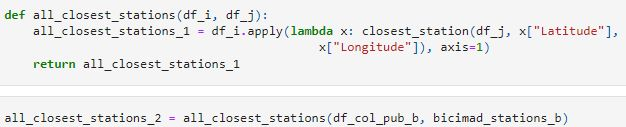 def all_closest_stations(df_i, df_j):
    all_closest_stations_1 = df_i.apply(lambda x: closest_station(df_j, x["Latitude"],
                                        x["Longitude"]), axis=1)
    return all_closest_stations_1
all_closest_stations_2 = all_closest_stations(df_col_pub_b, bicimad_stations_b)